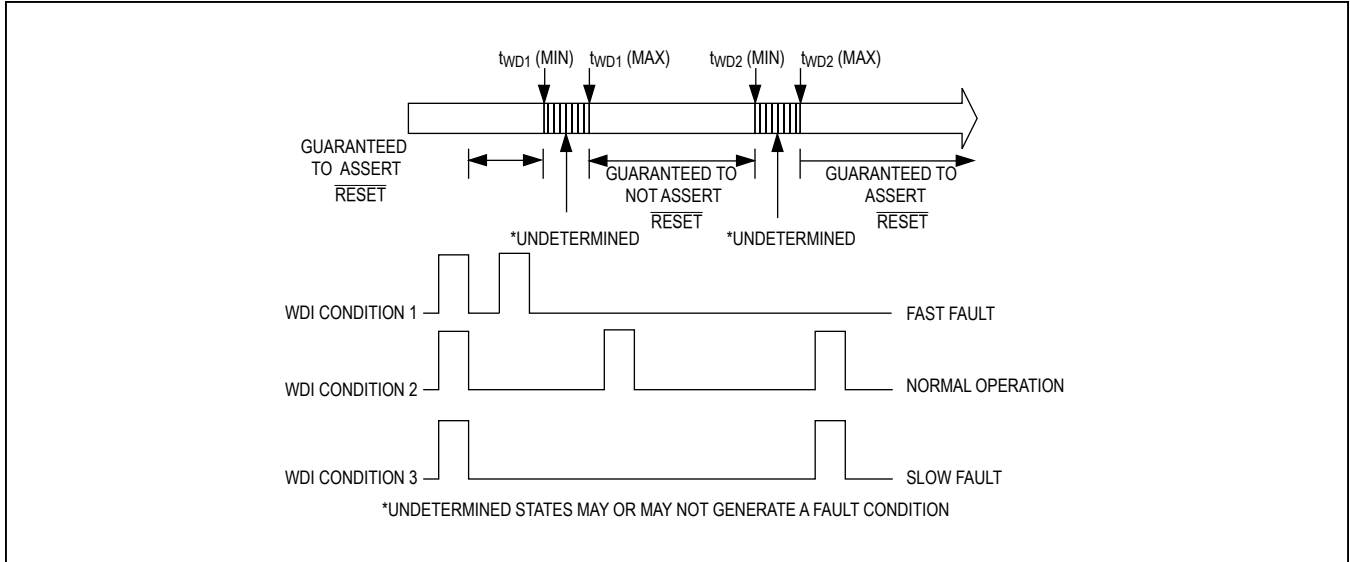 tWD1 (MIN) tWD1 (MAX) tWD2 (MIN) tWD2 (MAX)
GUARANTEED
TO ASSERT
RESET
GUARANTEED TO
NOT ASSERT
RESET
GUARANTEED TO
ASSERT
RESET
*UNDETERMINED
*UNDETERMINED
WDI CONDITION 1 FAST FAULT
WDI CONDITION 2 NORMAL OPERATION
WDI CONDITION 3 SLOW FAULT
*UNDETERMINED STATES MAY OR MAY NOT GENERATE A FAULT CONDITION